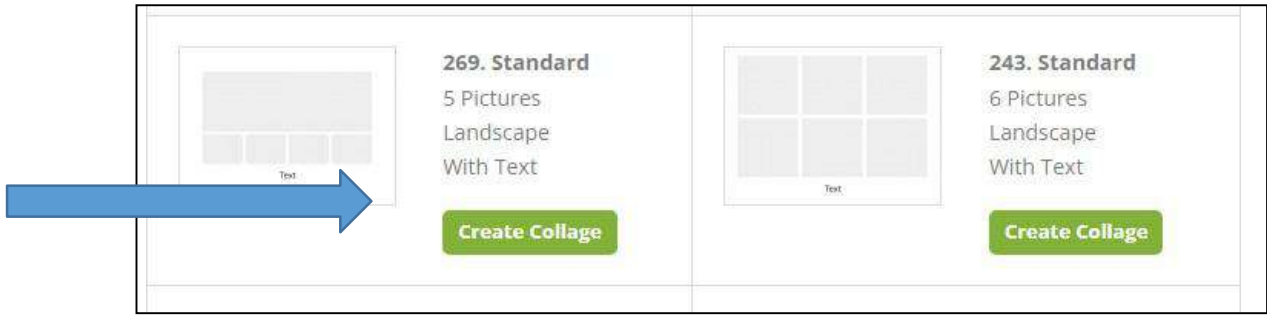 269. Standard
5 Pictures
Landscape
With Text
Text
Create Collage
243. Standard
6 Pictures
Landscape
With Text
Text
Create Collage